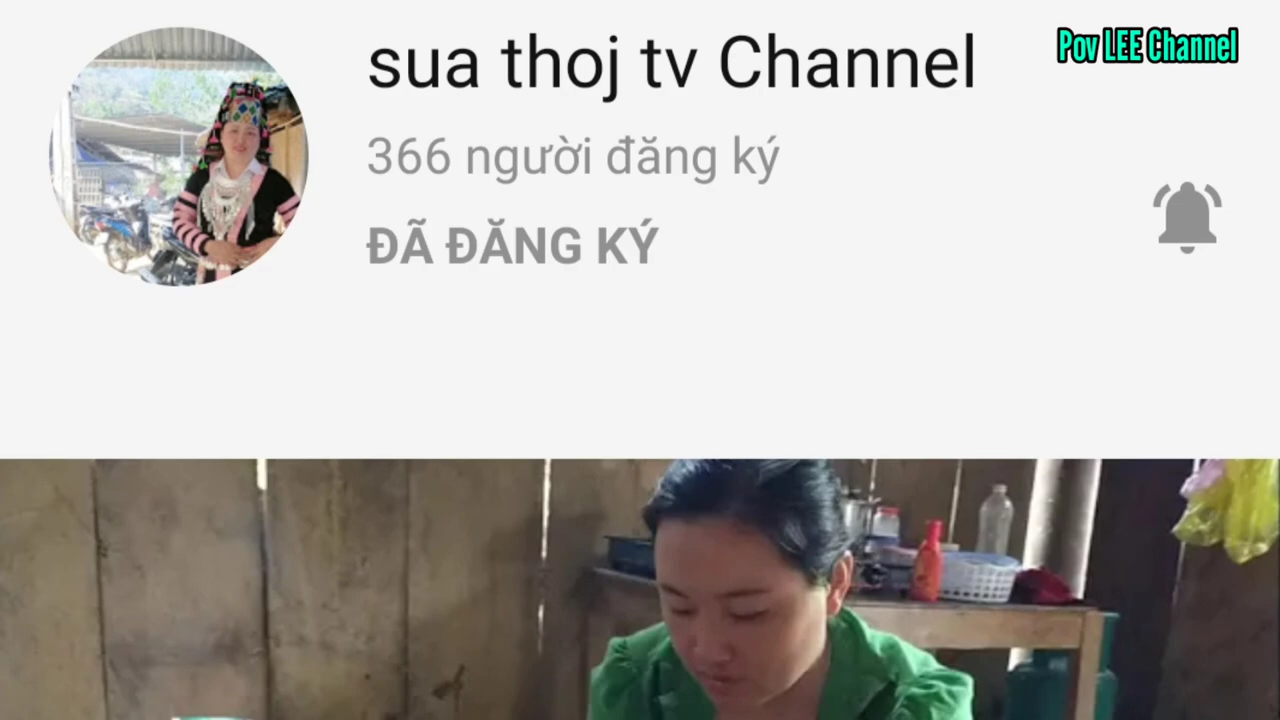 sua thoj tv Channel
Pov LEE Channel
366 người đăng ký
ĐÃ ĐĂNG KÝ